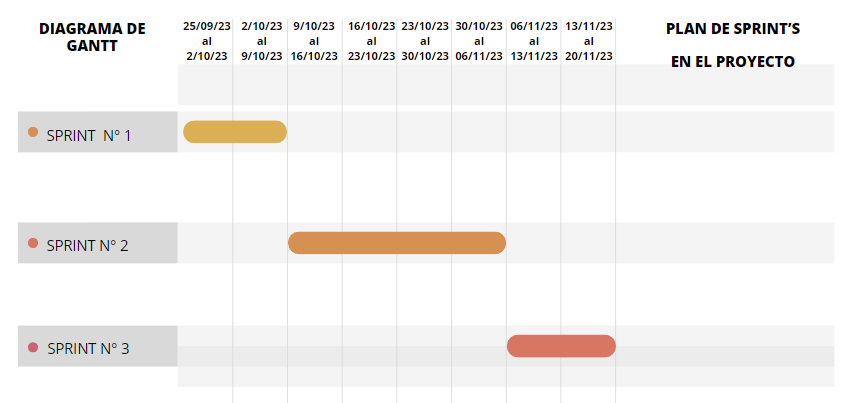 DIAGRAMA DE
GANTT
25/09/23
al
2/10/23
2/10/23
al
9/10/23
9/10/23
al
16/10/23
16/10/23
al
23/10/23
23/10/23
al
30/10/23
30/10/23
al
06/11/23
06/11/23
al
13/11/23
13/11/23
al
20/11/23
PLAN DE SPRINT’S
EN EL PROYECTO
SPRINT N° 1
SPRINT N° 2
SPRINT N° 3